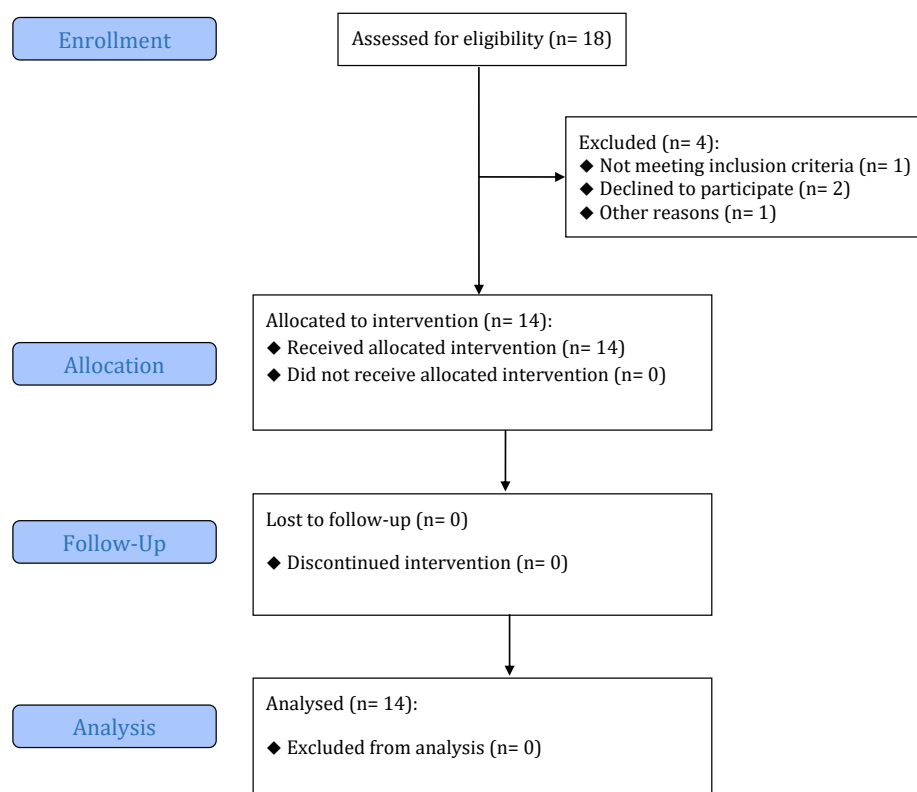 Enrollment
Assessed for eligibility (n= 18)
Excluded (n= 4):
◆ Not meeting inclusion criteria (n= 1)
◆ Declined to participate (n= 2)
◆ Other reasons (n= 1)
Allocation
Allocated to intervention (n= 14):
◆ Received allocated intervention (n= 14)
◆ Did not receive allocated intervention (n= 0)
Follow-Up
Lost to follow-up (n= 0)
◆ Discontinued intervention (n= 0)
Analysis
Analysed (n= 14):
◆ Excluded from analysis (n= 0)